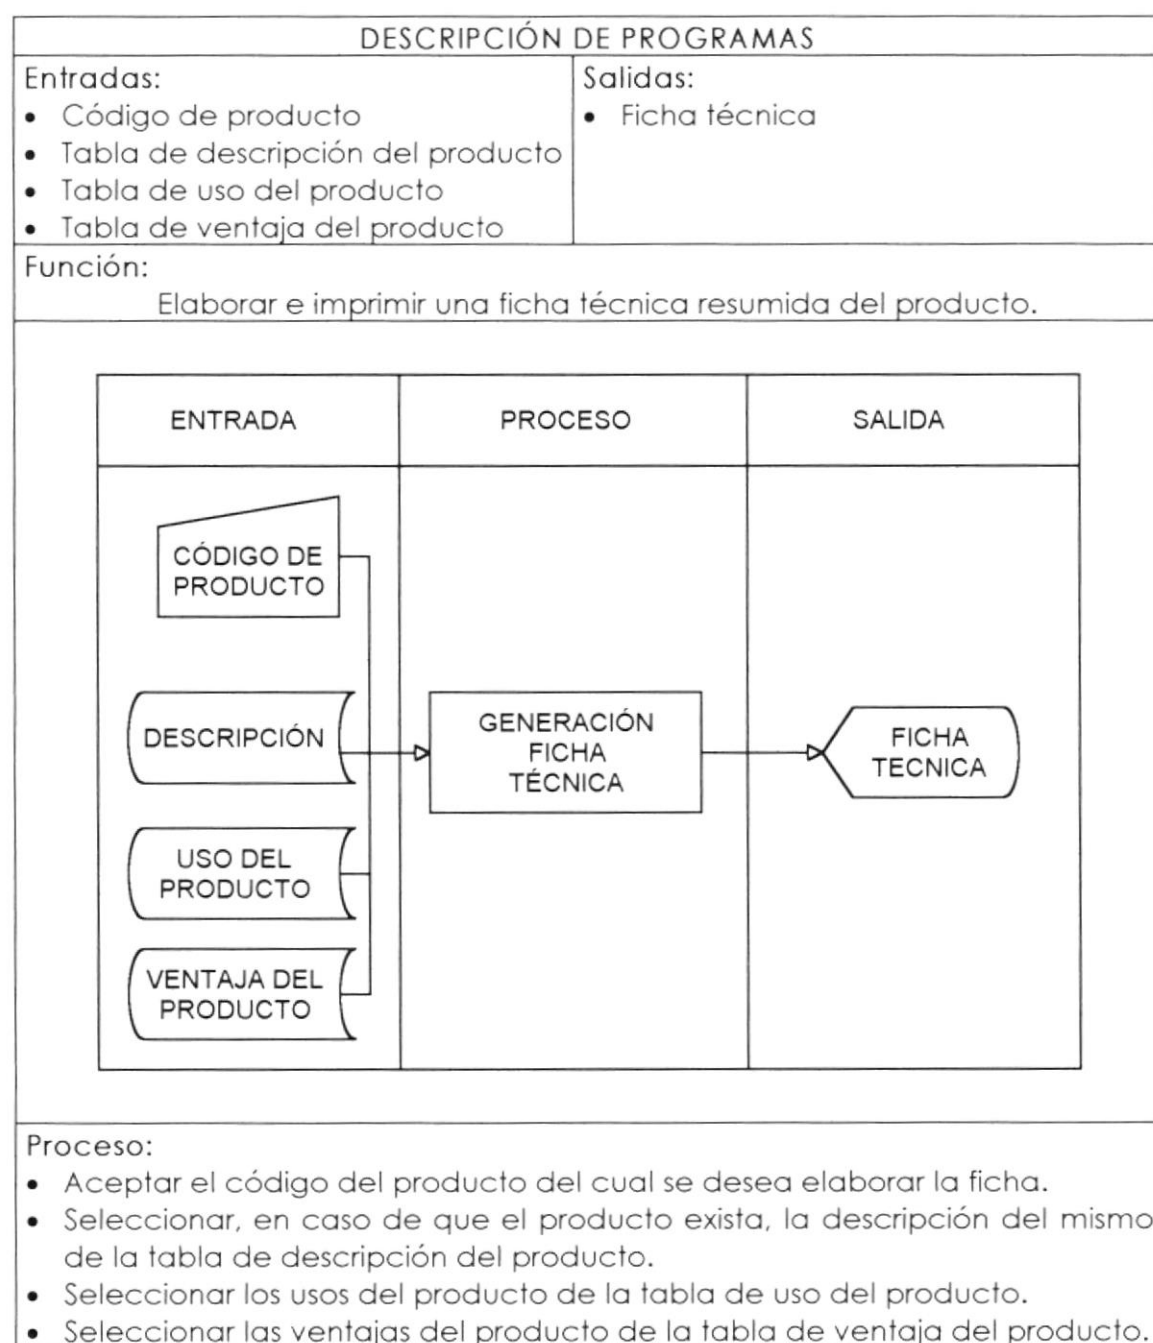 DESCRIPCIÓN DE PROGRAMAS
Entradas:
• Código de producto
• Tabla de descripción del producto
• Tabla de uso del producto
• Tabla de ventaja del producto
Salidas:
• Ficha técnica
Función:
Elaborar e imprimir una ficha técnica resumida del producto.
ENTRADA
PROCESO
SALIDA
CÓDIGO DE
PRODUCTO
DESCRIPCIÓN
USO DEL
PRODUCTO
VENTAJA DEL
PRODUCTO
GENERACIÓN
FICHA
TÉCNICA
FICHA
TECNICA
Proceso:
• Aceptar el código del producto del cual se desea elaborar la ficha.
• Seleccionar, en caso de que el producto exista, la descripción del mismo
de la tabla de descripción del producto.
• Seleccionar los usos del producto de la tabla de uso del producto.
• Seleccionar las ventajas del producto de la tabla de ventaja del producto.